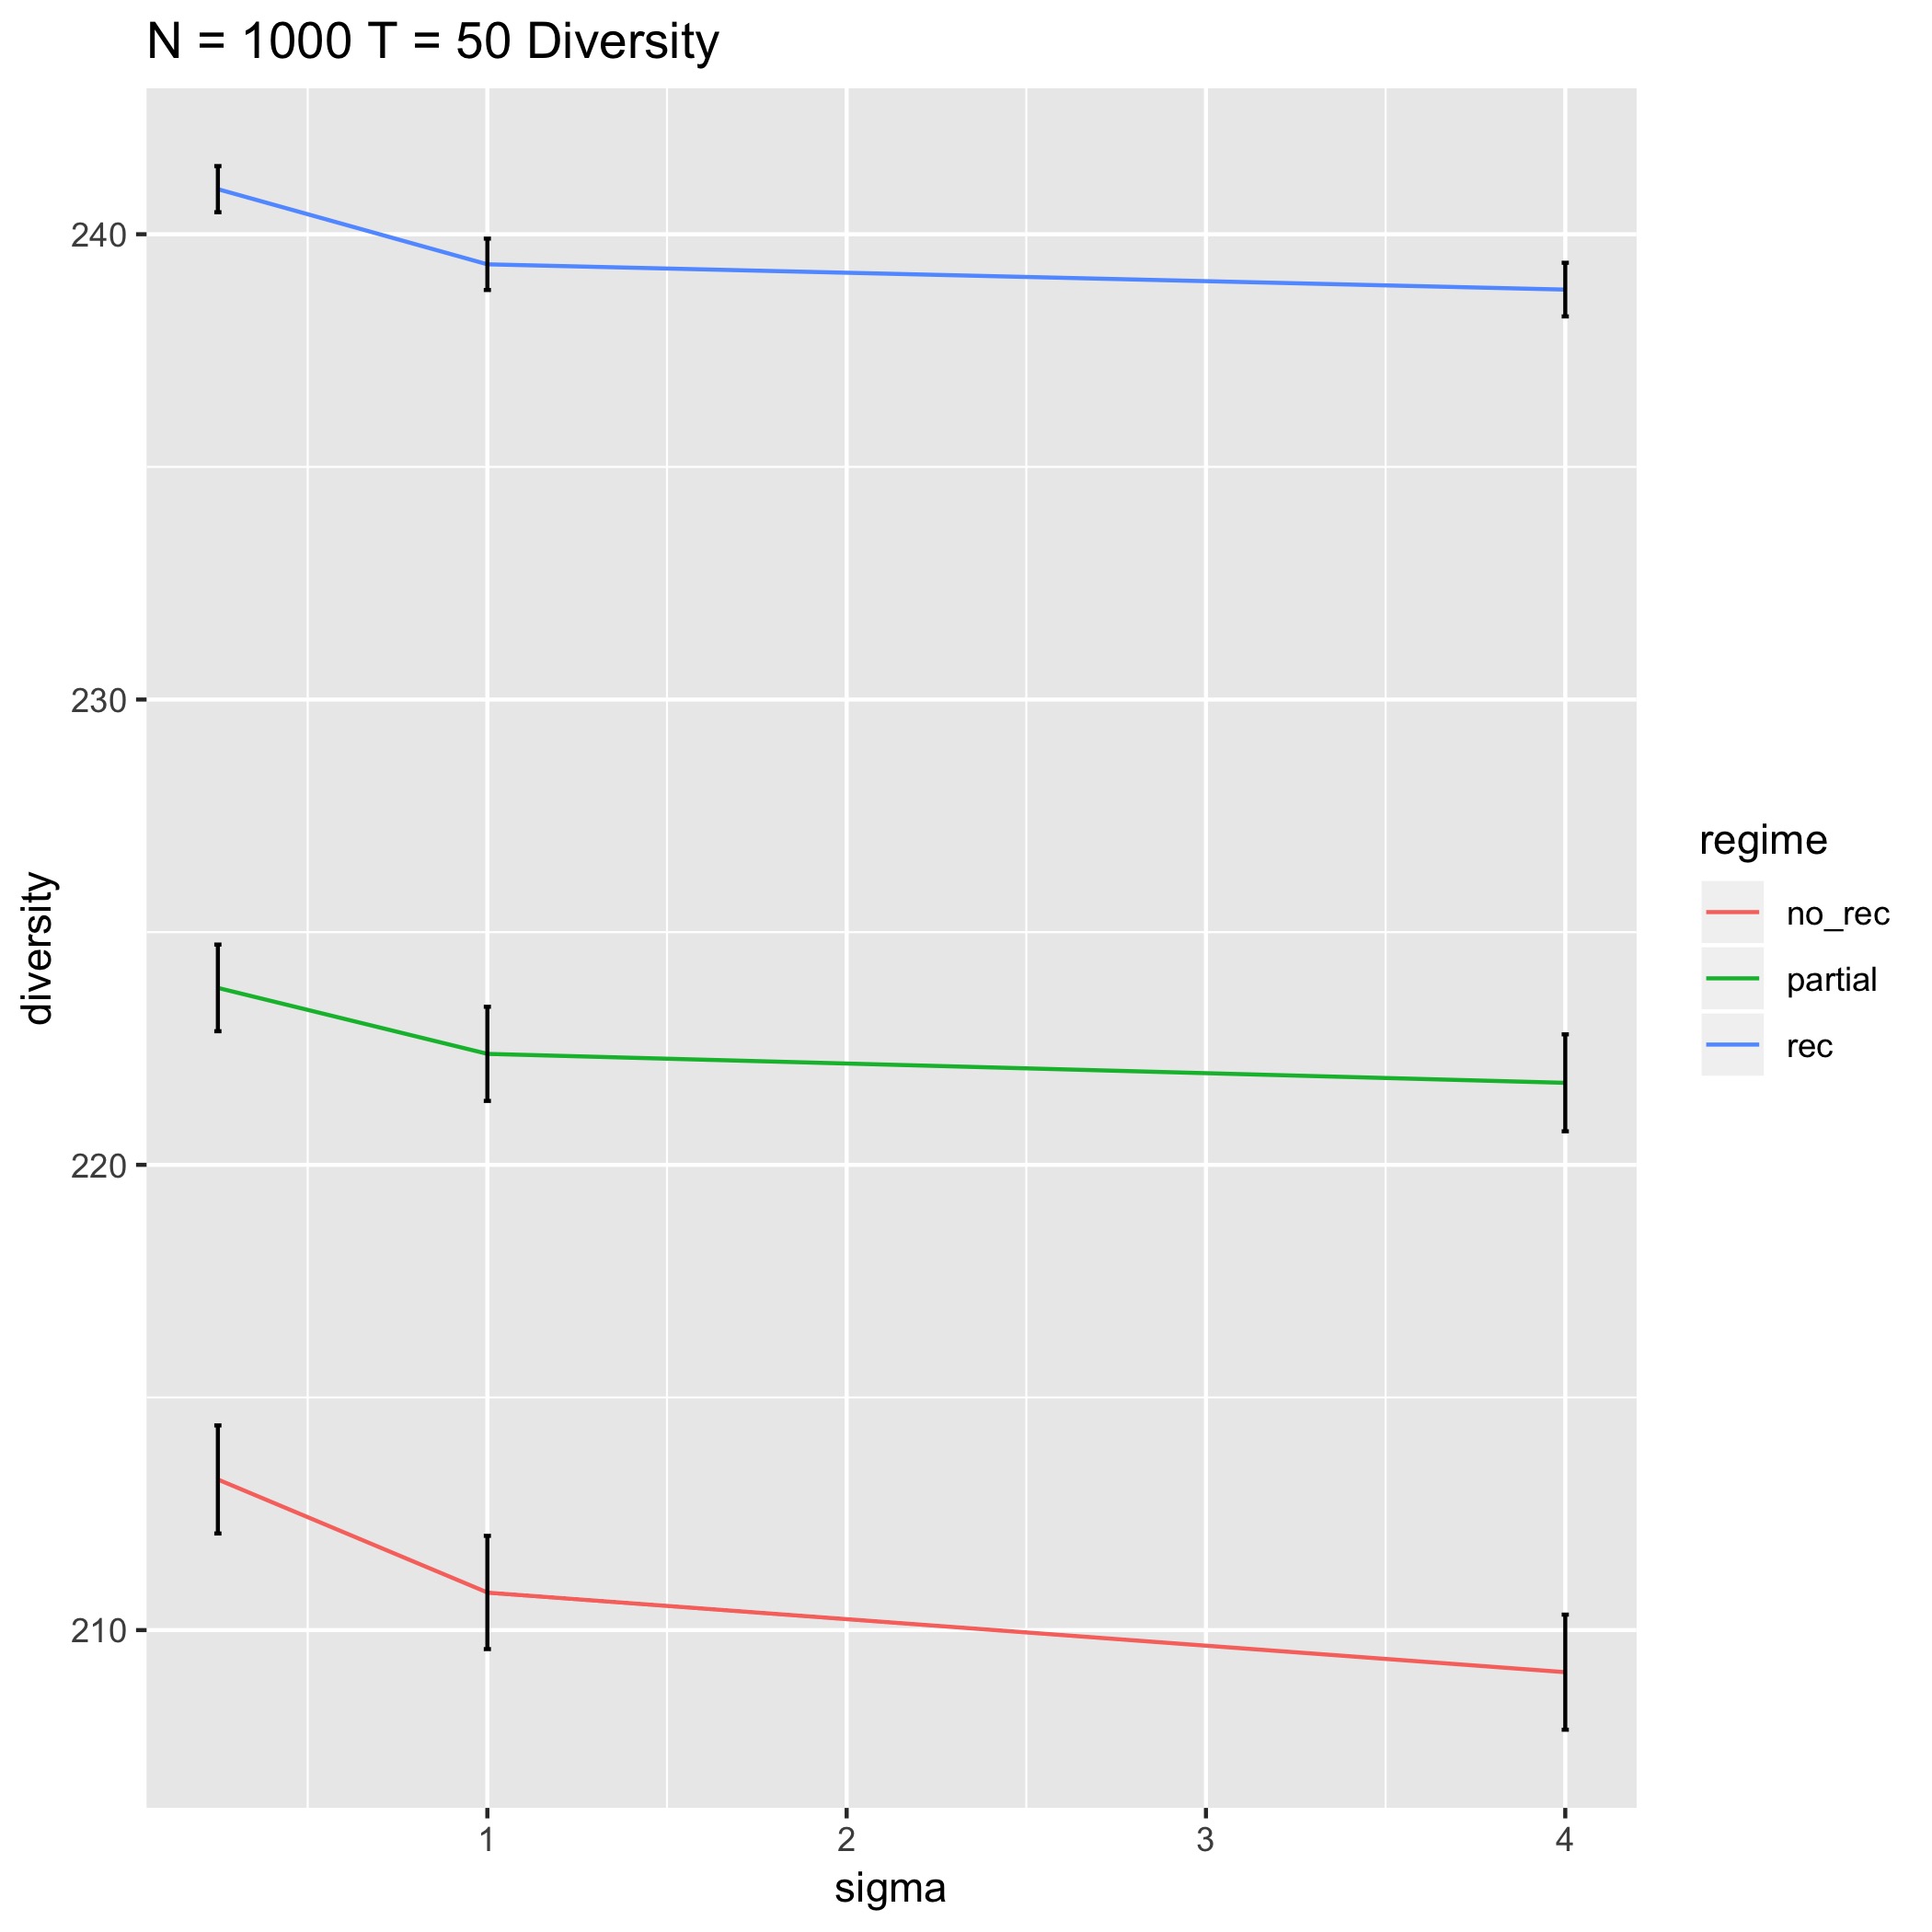 N = 1000 T = 50 Diversity
240
230
220
210
diversity
1
2
3
4
sigma
regime
no_rec
partial
rec